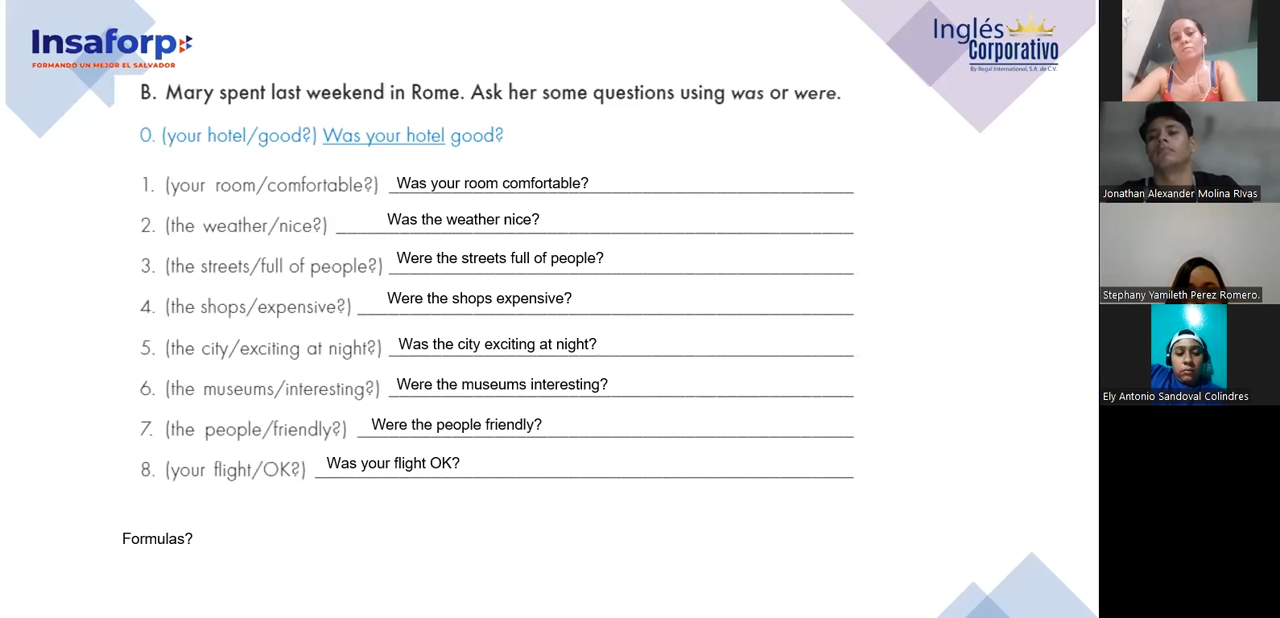 Insaforp
FORMANDO UN MEJOR EL SALVADOR
Inglés
Corporativo
By Regal International, S.A. de C.V.
B. Mary spent last weekend in Rome. Ask her some questions using was or were.
0. (your hotel/good?) Was your hotel good?
1. (your room/comfortable?) Was your room comfortable?
2. (the weather/nice?) Was the weather nice?
3. (the streets/full of people?) Were the streets full of people?
4. (the shops/expensive?) Were the shops expensive?
5. (the city/exciting at night?) Was the city exciting at night?
6. (the museums/interesting?) Were the museums interesting?
7. (the people/friendly?) Were the people friendly?
8. (your flight/OK?) Was your flight OK?
Formulas?
Jonathan Alexander Molina Rivas
Stephany Yamileth Perez Romero.
Ely Antonio Sandoval Colindres